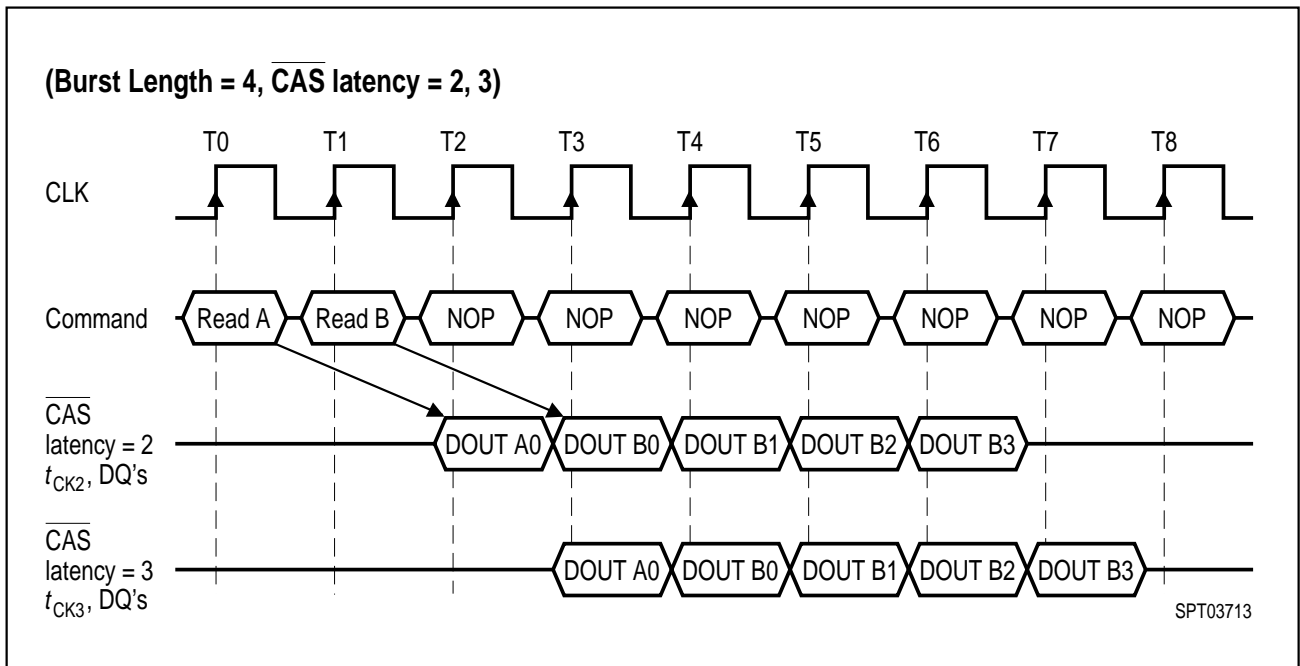 (Burst Length = 4, CAS latency = 2, 3)
T0 T1 T2 T3 T4 T5 T6 T7 T8
CLK
Command Read A Read B NOP NOP NOP NOP NOP NOP NOP
CAS
latency = 2 DOUT A0 DOUT B0 DOUT B1 DOUT B2 DOUT B3
tCK2, DQ's
CAS
latency = 3 DOUT A0 DOUT B0 DOUT B1 DOUT B2 DOUT B3
tCK3, DQ's
SPT03713